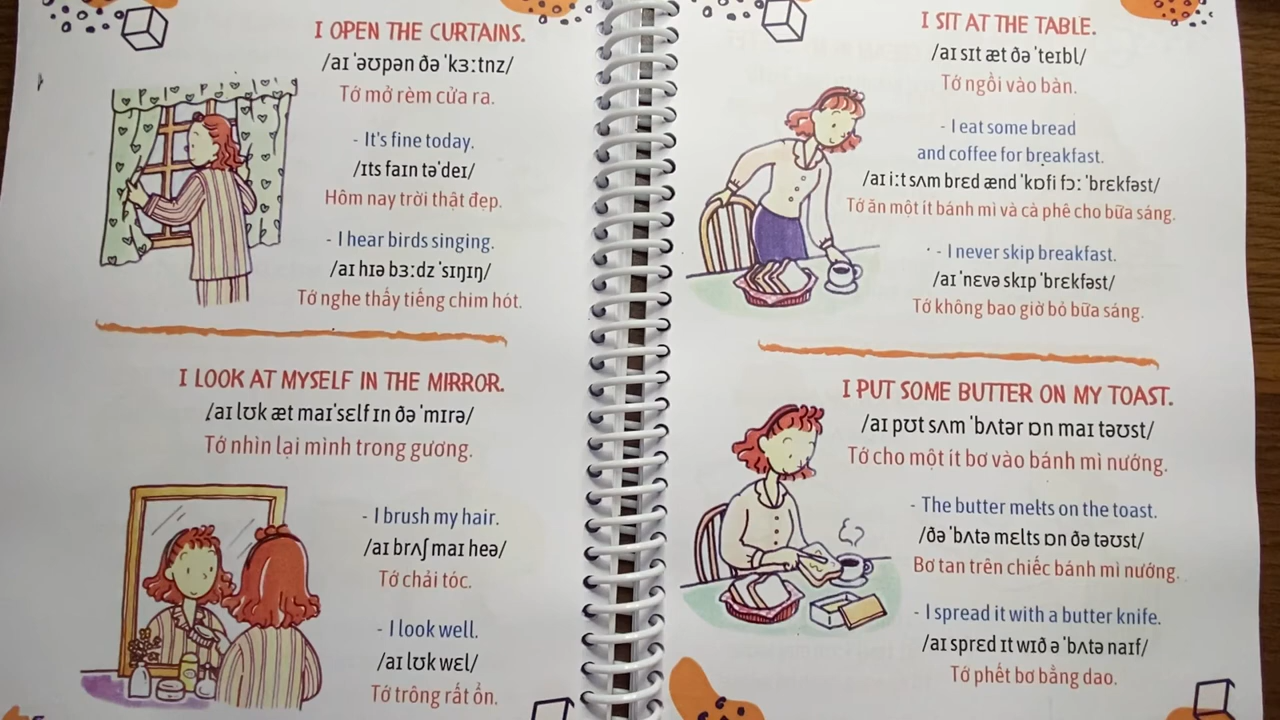 I OPEN THE CURTAINS.
/aɪ ˈəʊpən ðə ˈkɜːtnz/
Tớ mở rèm cửa ra.
- It's fine today.
/ɪts faɪn təˈdeɪ/
Hôm nay trời thật đẹp.
- I hear birds singing.
/aɪ hɪə bɜːdz ˈsɪŋɪŋ/
Tớ nghe thấy tiếng chim hót.
I LOOK AT MYSELF IN THE MIRROR.
/aɪ lʊk æt maɪˈsɛlf ɪn ðə ˈmɪrə/
Tớ nhìn lại mình trong gương.
- I brush my hair.
/aɪ brʌʃ maɪ heə/
Tớ chải tóc.
- I look well.
/aɪ lʊk wɛl/
Tớ trông rất ổn.
I SIT AT THE TABLE.
/aɪ sɪt æt ðə ˈteɪbl/
Tớ ngồi vào bàn.
- I eat some bread
and coffee for breakfast.
/aɪ iːt sʌm brɛd ænd ˈkɒfi fɔː ˈbrɛkfəst/
Tớ ăn một ít bánh mì và cà phê cho bữa sáng.
- I never skip breakfast.
/aɪ ˈnɛvə skɪp ˈbrɛkfəst/
Tớ không bao giờ bỏ bữa sáng.
I PUT SOME BUTTER ON MY TOAST.
/aɪ pʊt sʌm ˈbʌtər ɒn maɪ təʊst/
Tớ cho một ít bơ vào bánh mì nướng.
- The butter melts on the toast.
/ðə ˈbʌtə mɛlts ɒn ðə təʊst/
Bơ tan trên chiếc bánh mì nướng.
- I spread it with a butter knife.
/aɪ sprɛd ɪt wɪð ə ˈbʌtə naɪf/
Tớ phết bơ bằng dao.